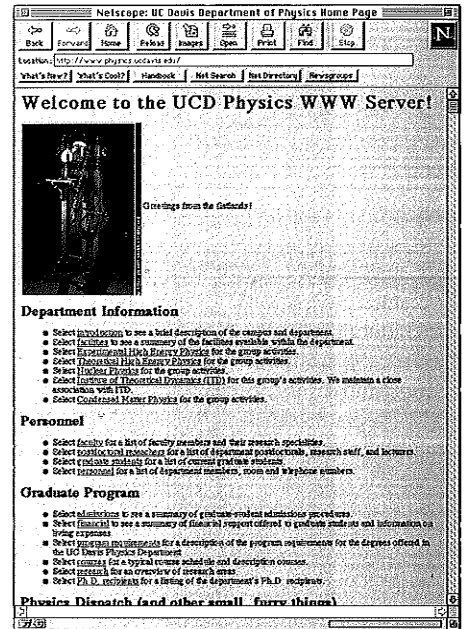 Netscape: UC Davis Department of Physics Home Page
Back Forward Home Reload Images Open Print Find Stop
N
Location: http://www.physics.ucdavis.edu/
What's New? What's Cool? Handbook Net Search Net Directory Newsgroups
Welcome to the UCD Physics WWW Server!
Greetings from the flatlands!
Department Information
Select introduction to see a brief description of the campus and department.
Select facilities to see a summary of the facilites available within the department.
Select Experimental High Energy Physics for the group activities.
Select Theoretical High Energy Physics for the group activities.
Select Nuclear Physics for the group activities.
Select Institute of Theoretical Dynamics (ITD) for this group's activities. We maintain a close
association with ITD.
Select Condensed Matter Physics for the group activities.
Personnel
Select faculty for a list of faculty members and their research specialities.
Select postdoctoral reseachers for a list of department postdoctorals, research staff, and lecturers.
Select graduate students for a list of current graduate students.
Select personnel for a list of department members, room and telephone numbers.
Graduate Program
Select admissions to see a summary of graduate-student admissions procedures.
Select financial to see a summary of financial support offered to graduate students and information on
living expenses.
Select program requirements for a description of the program requirements for the degrees offered in
the UC Davis Physics Department
Select courses for a typical course schedule and description courses.
Select research for an overview of research areas.
Select Ph.D. recipients for a listing of the department's Ph.D. recipients.
Physics Dispatch (and other small, furry things)